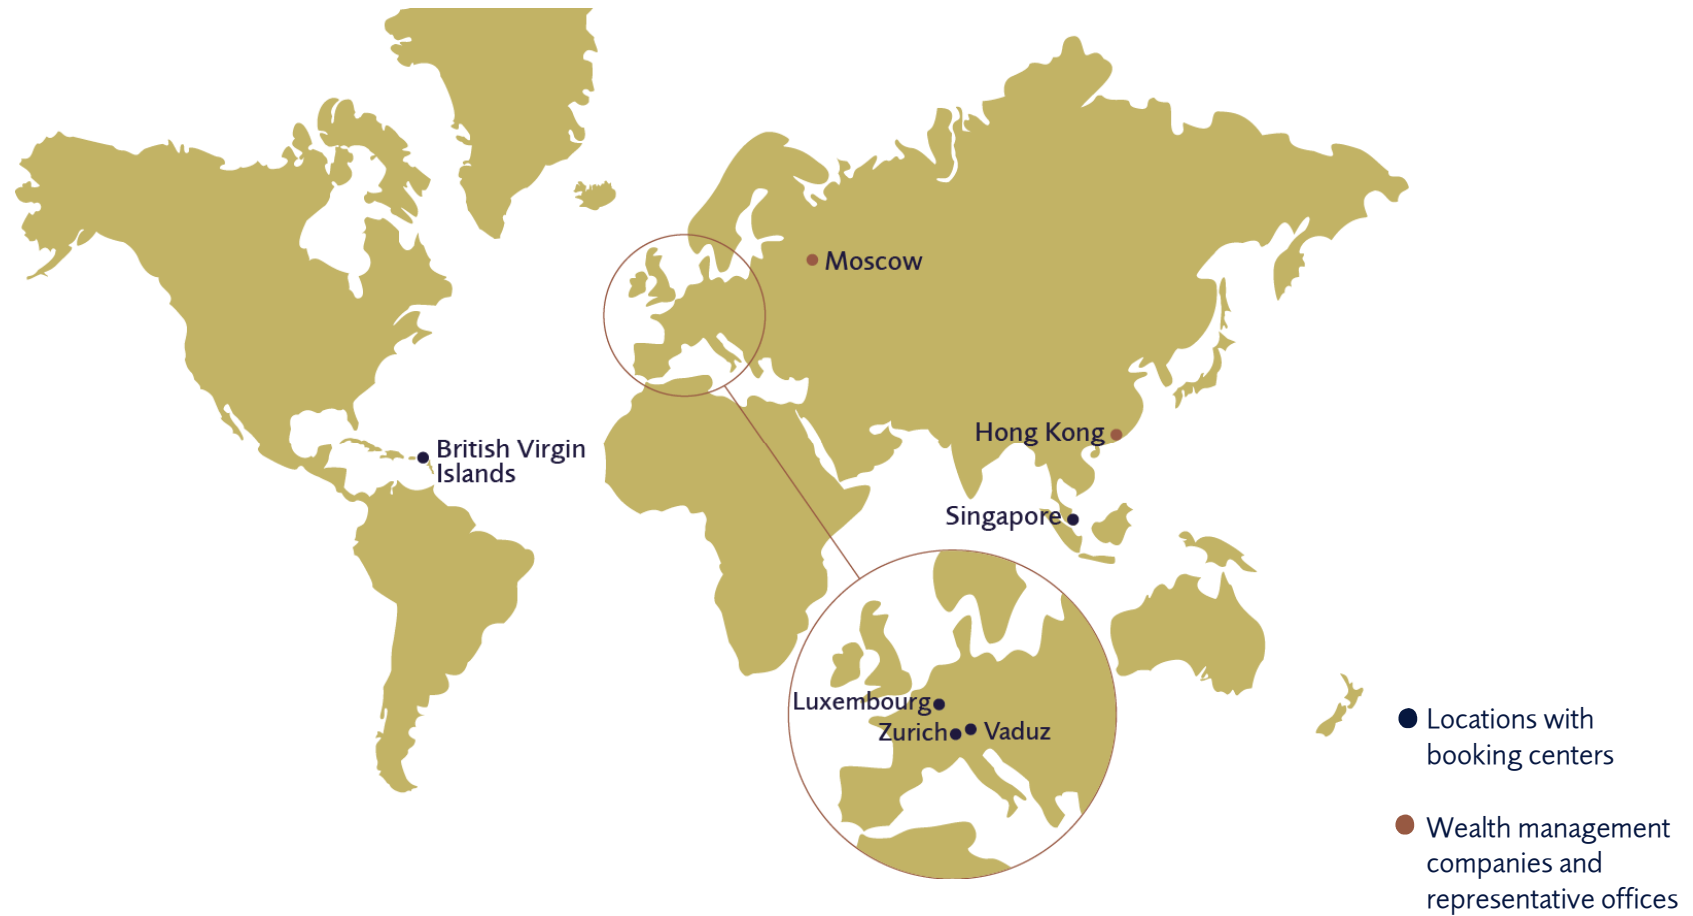 Moscow
Hong Kong
British Virgin
Islands
Singapore
Luxembourg
Zurich
Vaduz
Locations with
booking centers
Wealth management
companies and
representative offices